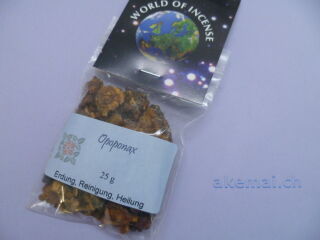 WORLD OF INCENSE
Opoponax
25 g
Erdung, Reinigung, Heilung
akemai.ch